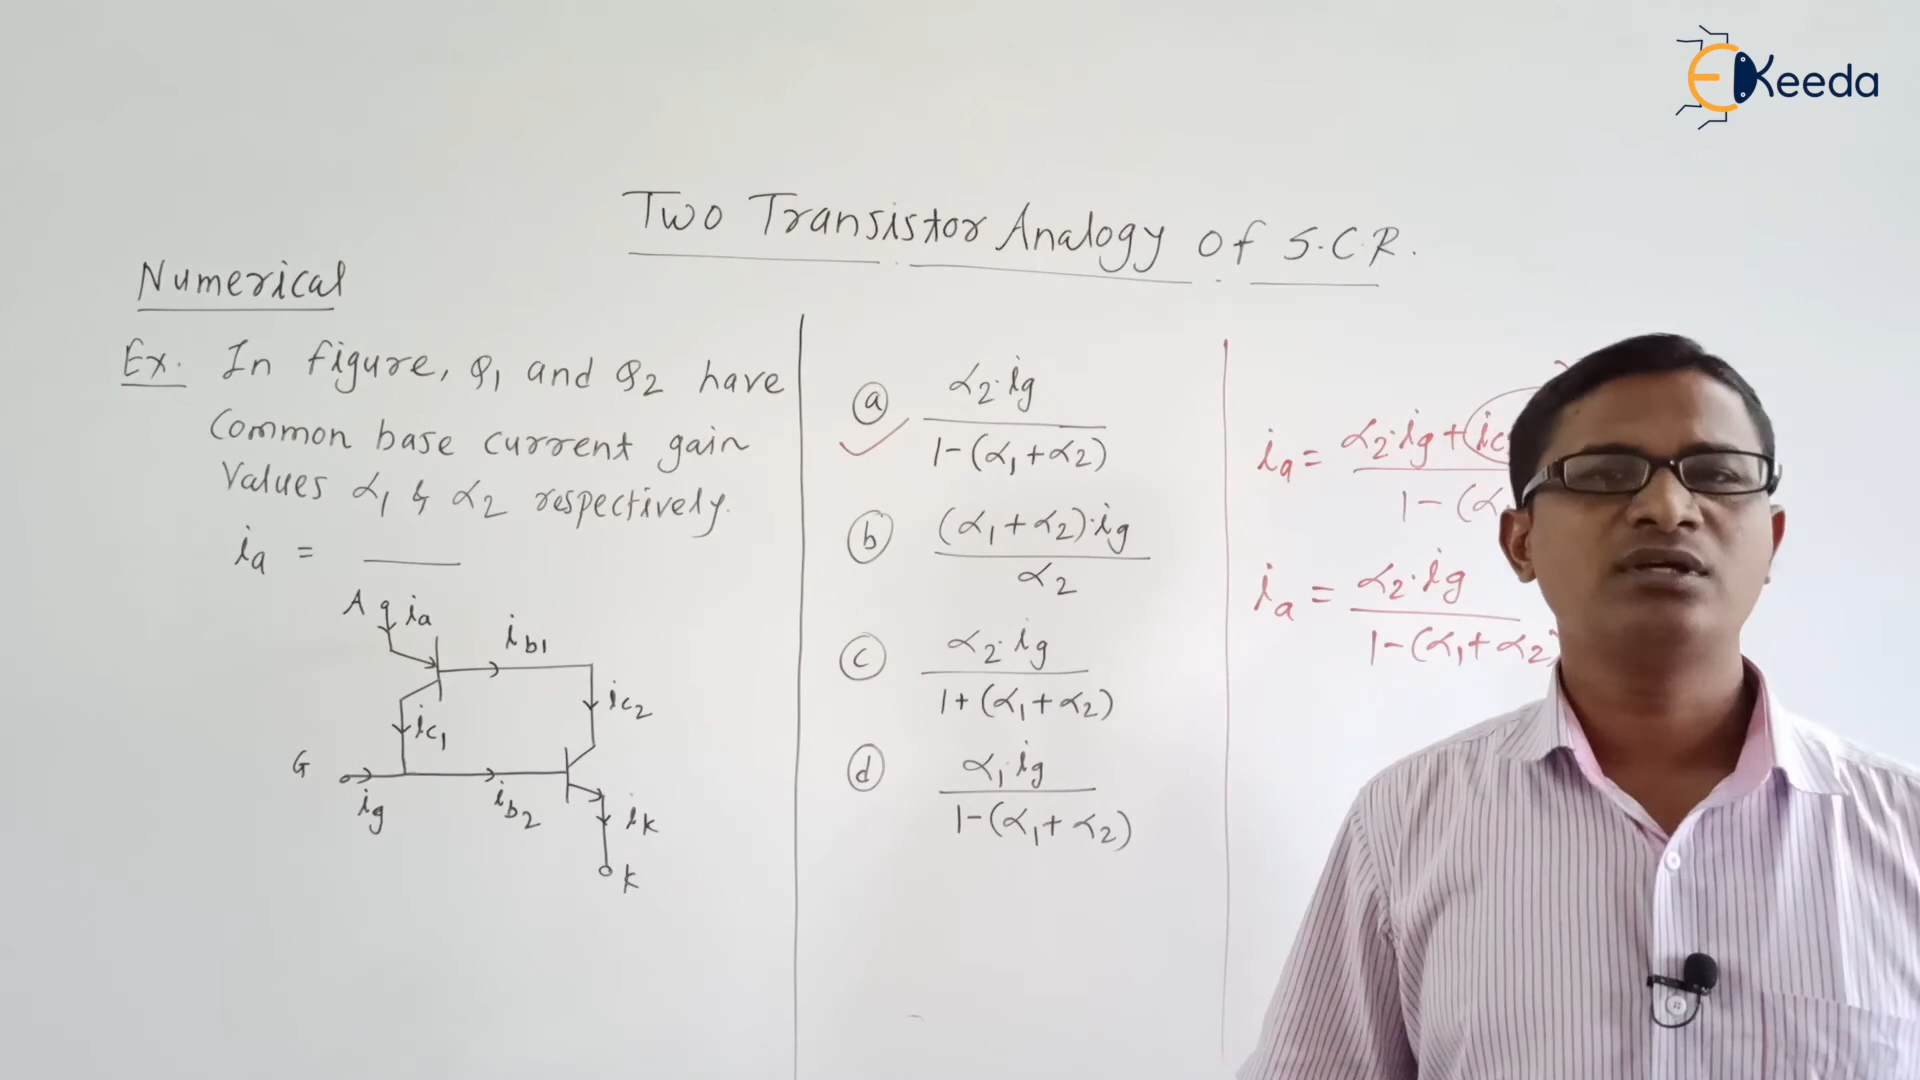 EKeeda
Two Transistor Analogy of S.C.R.
Numerical
Ex. In figure, Q1 and Q2 have
Common base current gain
Values α1 & α2 respectively.
ia = ___
A ia
ib1
ic2
ic1
G
ig
ib2
ik
K
a α2·ig
1-(α1+α2)
b (α1+α2)·ig
α2
c α2·ig
1+(α1+α2)
d α1·ig
1-(α1+α2)
ia = α2·ig+ic
1-(α
ia = α2·ig
1-(α1+α2)